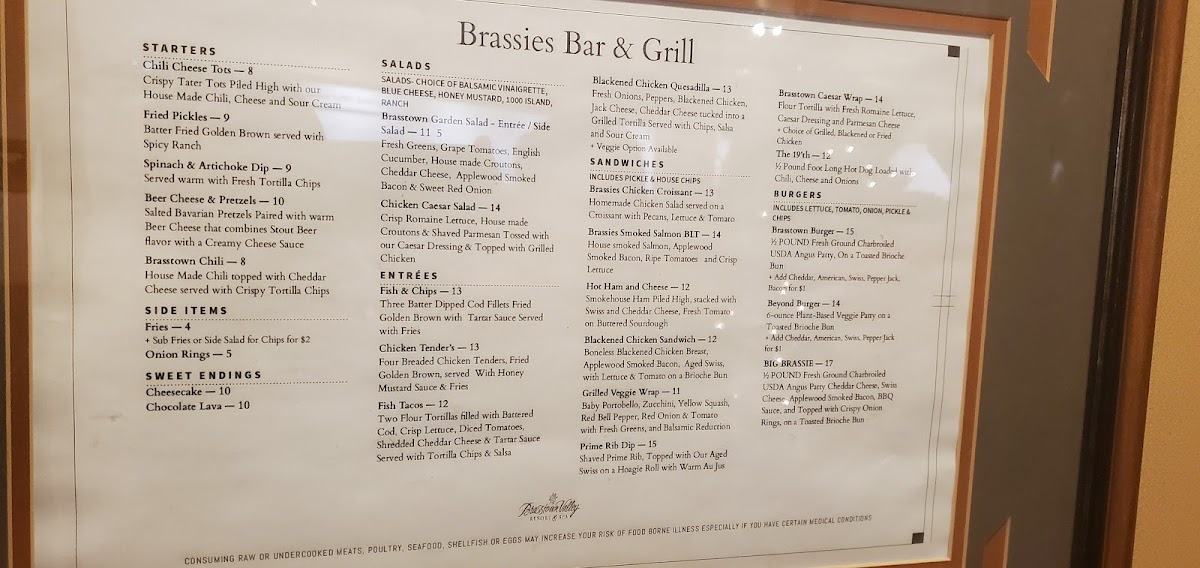 Brassies Bar & Grill
STARTERS
Chili Cheese Tots — 8
Crispy Tater Tots Piled High with our
House Made Chili, Cheese and Sour Cream
Fried Pickles — 9
Batter Fried Golden Brown served with
Spicy Ranch
Spinach & Artichoke Dip — 9
Served warm with Fresh Tortilla Chips
Beer Cheese & Pretzels — 10
Salted Bavarian Pretzels Paired with warm
Beer Cheese that combines Stout Beer
flavor with a Creamy Cheese Sauce
Brasstown Chili — 8
House Made Chili topped with Cheddar
Cheese served with Crispy Tortilla Chips
SIDE ITEMS
Fries — 4
+ Sub Fries or Side Salad for Chips for $2
Onion Rings — 5
SWEET ENDINGS
Cheesecake — 10
Chocolate Lava — 10
SALADS
SALADS- CHOICE OF BALSAMIC VINAIGRETTE,
BLUE CHEESE, HONEY MUSTARD, 1000 ISLAND,
RANCH
Brasstown Garden Salad - Entrée / Side
Salad — 11 5
Fresh Greens, Grape Tomatoes, English
Cucumber, House made Croutons,
Cheddar Cheese, Applewood Smoked
Bacon & Sweet Red Onion
Chicken Caesar Salad — 14
Crisp Romaine Lettuce, House made
Croutons & Shaved Parmesan Tossed with
our Caesar Dressing & Topped with Grilled
Chicken
ENTRÉES
Fish & Chips — 13
Three Batter Dipped Cod Fillets Fried
Golden Brown with Tartar Sauce Served
with Fries
Chicken Tender's — 13
Four Breaded Chicken Tenders, Fried
Golden Brown, served With Honey
Mustard Sauce & Fries
Fish Tacos — 12
Two Flour Tortillas filled with Battered
Cod, Crisp Lettuce, Diced Tomatoes,
Shredded Cheddar Cheese & Tartar Sauce
Served with Tortilla Chips & Salsa
Blackened Chicken Quesadilla — 13
Fresh Onions, Peppers, Blackened Chicken,
Jack Cheese, Cheddar Cheese tucked into a
Grilled Tortilla Served with Chips, Salsa
and Sour Cream
+ Veggie Option Available
SANDWICHES
INCLUDES PICKLE & HOUSE CHIPS
Brassies Chicken Croissant — 13
Homemade Chicken Salad served on a
Croissant with Pecans, Lettuce & Tomato
Brassies Smoked Salmon BLT — 14
House smoked Salmon, Applewood
Smoked Bacon, Ripe Tomatoes and Crisp
Lettuce
Hot Ham and Cheese — 12
Smokehouse Ham Piled High, stacked with
Swiss and Cheddar Cheese, Fresh Tomato
on Buttered Sourdough
Blackened Chicken Sandwich — 12
Boneless Blackened Chicken Breast,
Applewood Smoked Bacon, Aged Swiss,
with Lettuce & Tomato on a Brioche Bun
Grilled Veggie Wrap — 11
Baby Portobello, Zucchini, Yellow Squash,
Red Bell Pepper, Red Onion & Tomato
with Fresh Greens, and Balsamic Reduction
Prime Rib Dip — 15
Shaved Prime Rib, Topped with Our Aged
Swiss on a Hoagie Roll with Warm Au Jus
Brasstown Caesar Wrap — 14
Flour Tortilla with Fresh Romaine Lettuce,
Caesar Dressing and Parmesan Cheese
+ Choice of Grilled, Blackened or Fried
Chicken
The 19'th — 12
½ Pound Foot Long Hot Dog Loaded with
Chili, Cheese and Onions
BURGERS
INCLUDES LETTUCE, TOMATO, ONION, PICKLE &
CHIPS
Brasstown Burger — 15
½ POUND Fresh Ground Charbroiled
USDA Angus Patty, On a Toasted Brioche
Bun
+ Add Cheddar, American, Swiss, Pepper Jack,
Bacon for $1
Beyond Burger — 14
6-ounce Plant-Based Veggie Patty on a
Toasted Brioche Bun
+ Add Cheddar, American, Swiss, Pepper Jack
for $1
BIG BRASSIE — 17
½ POUND Fresh Ground Charbroiled
USDA Angus Patty Cheddar Cheese, Swiss
Cheese, Applewood Smoked Bacon, BBQ
Sauce, and Topped with Crispy Onion
Rings, on a Toasted Brioche Bun
Brasstown Valley
RESORT & SPA
CONSUMING RAW OR UNDERCOOKED MEATS, POULTRY, SEAFOOD, SHELLFISH OR EGGS MAY INCREASE YOUR RISK OF FOOD BORNE ILLNESS ESPECIALLY IF YOU HAVE CERTAIN MEDICAL CONDITIONS